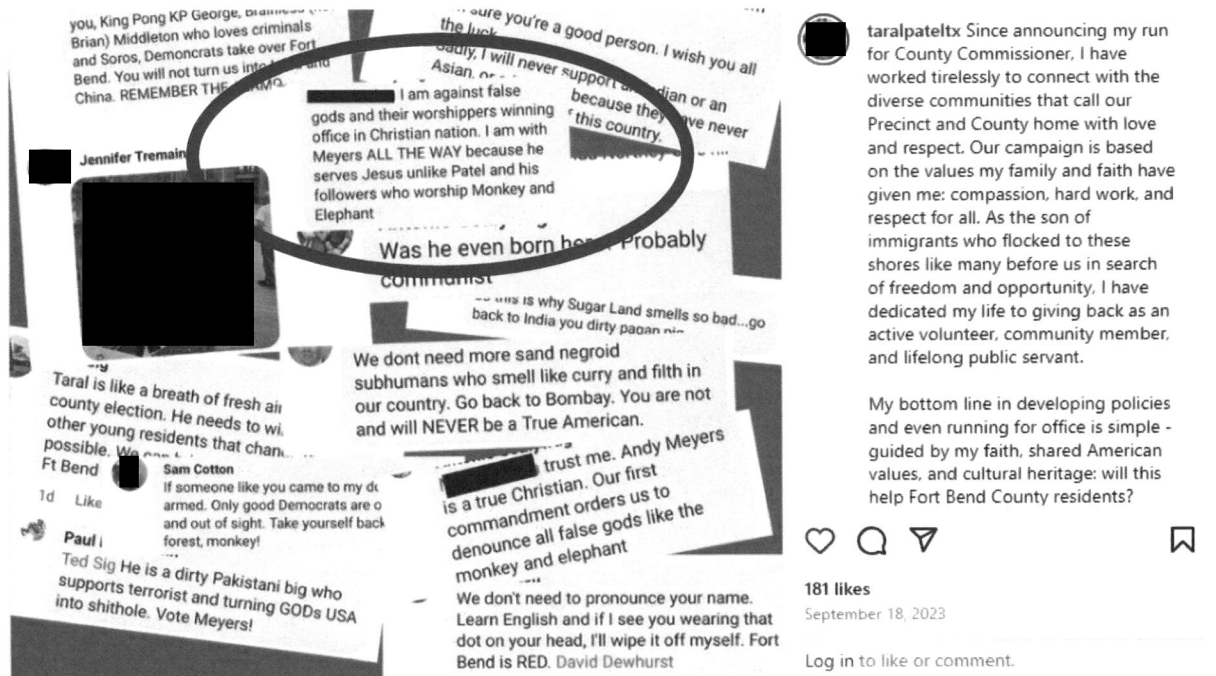 you, King Pong KP George,
Brian) Middleton who loves criminals
and Soros, Demoncrats take over Fort
Bend. You will not turn us into and
China. REMEMBER THE
sure you're a good person. I wish you all
the luck.
Sadly, I will never support an or an
Asian, because they have never
this country.
I am against false
gods and their worshippers winning
office in Christian nation. I am with
Meyers ALL THE WAY because he
serves Jesus unlike Patel and his
followers who worship Monkey and
Elephant
Jennifer Tremain
Was he even born Probably
communist
this is why Sugar Land smells so bad...go
back to India you dirty pagan
We dont need more sand negroid
subhumans who smell like curry and filth in
our country. Go back to Bombay. You are not
and will NEVER be a True American.
Taral is like a breath of fresh
county election. He needs to
other young residents that
possible.
Ft Bend
1d Like
Sam Cotton
If someone like you came to my
armed. Only good Democrats are
and out of sight. Take yourself back
forest, monkey!
Paul
Ted Sig He is a dirty Pakistani big who
supports terrorist and turning GODs USA
into shithole. Vote Meyers!
trust me. Andy Meyers
is a true Christian. Our first
commandment orders us to
denounce all false gods like the
monkey and elephant
We don't need to pronounce your name.
Learn English and if I see you wearing that
dot on your head, I'll wipe it off myself. Fort
Bend is RED. David Dewhurst
taralpateltx Since announcing my run
for County Commissioner, I have
worked tirelessly to connect with the
diverse communities that call our
Precinct and County home with love
and respect. Our campaign is based
on the values my family and faith have
given me: compassion, hard work, and
respect for all. As the son of
immigrants who flocked to these
shores like many before us in search
of freedom and opportunity, I have
dedicated my life to giving back as an
active volunteer, community member,
and lifelong public servant.
My bottom line in developing policies
and even running for office is simple -
guided by my faith, shared American
values, and cultural heritage: will this
help Fort Bend County residents?
181 likes
September 18, 2023
Log in to like or comment.